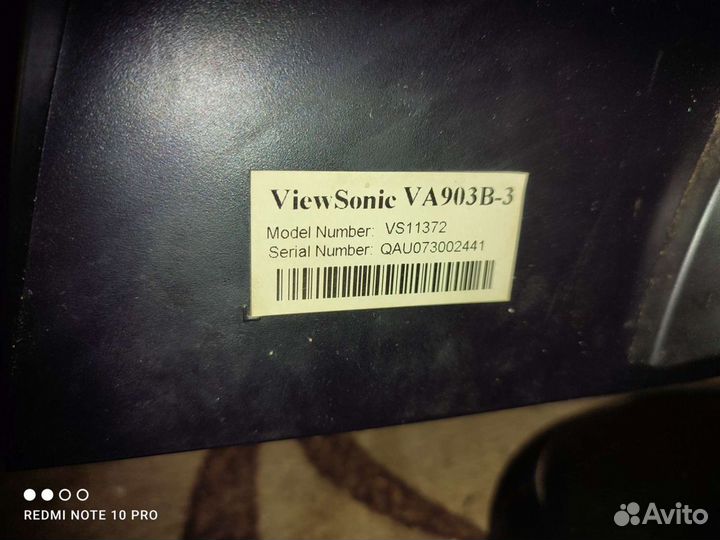 ViewSonic VA903B-3
Model Number: VS11372
Serial Number: QAU073002441
REDMI NOTE 10 PRO
Avito